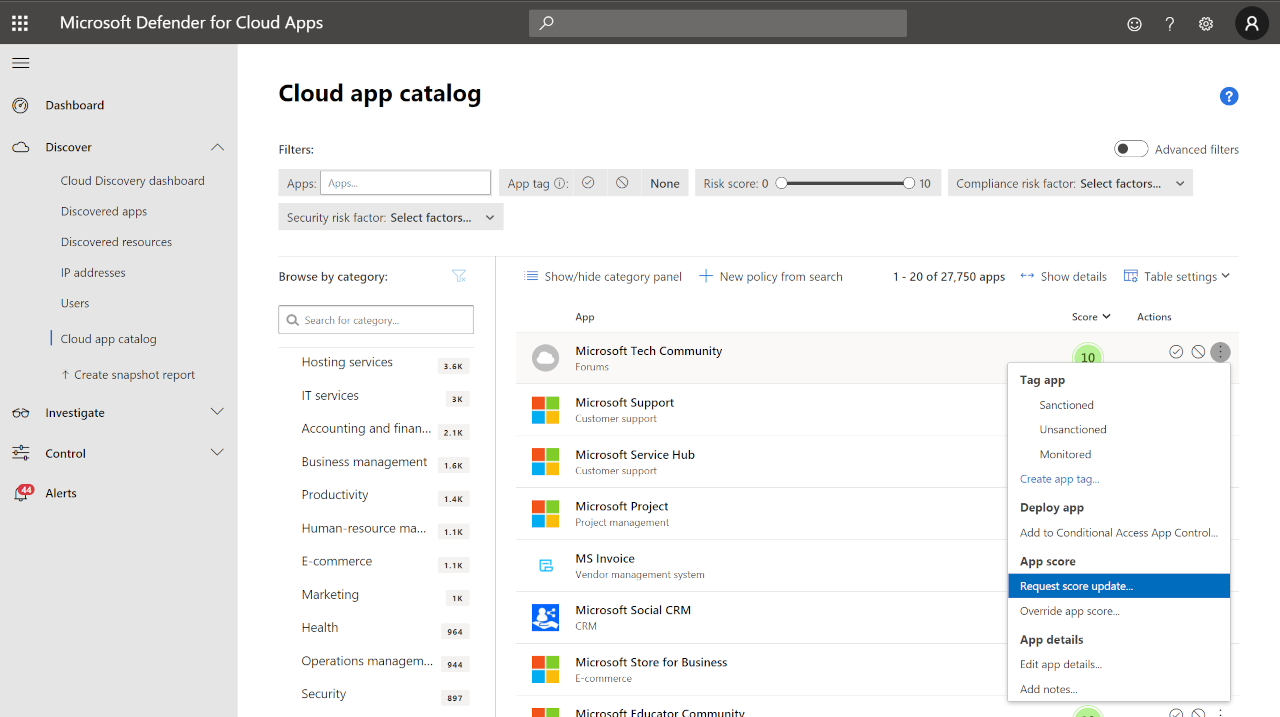 Microsoft Defender for Cloud Apps
Cloud app catalog
Dashboard
Discover
Cloud Discovery dashboard
Discovered apps
Discovered resources
IP addresses
Users
Cloud app catalog
Create snapshot report
Investigate
Control
44
Alerts
Filters:
Advanced filters
Apps: Apps...
App tag ⓘ: None
Risk score: 0 10
Compliance risk factor: Select factors...
Security risk factor: Select factors...
Browse by category:
Search for category...
Hosting services 3.6K
IT services 3K
Accounting and finan... 2.1K
Business management 1.6K
Productivity 1.4K
Human-resource ma... 1.1K
E-commerce 1.1K
Marketing 1K
Health 964
Operations managem... 944
Security 897
Show/hide category panel
New policy from search
1 - 20 of 27,750 apps
Show details
Table settings
App Score Actions
Microsoft Tech Community
Forums
10
Microsoft Support
Customer support
Microsoft Service Hub
Customer support
Microsoft Project
Project management
MS Invoice
Vendor management system
Microsoft Social CRM
CRM
Microsoft Store for Business
E-commerce
Microsoft Educator Community
Tag app
Sanctioned
Unsanctioned
Monitored
Create app tag...
Deploy app
Add to Conditional Access App Control...
App score
Request score update...
Override app score...
App details
Edit app details...
Add notes...